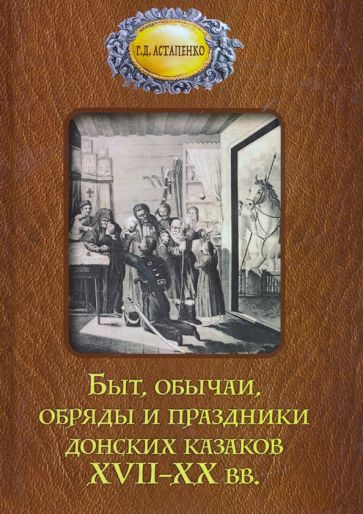 Г.Д. АСТАПЕНКО
БЫТ, ОБЫЧАИ,
ОБРЯДЫ И ПРАЗДНИКИ
ДОНСКИХ КАЗАКОВ
XVII–XX ВВ.